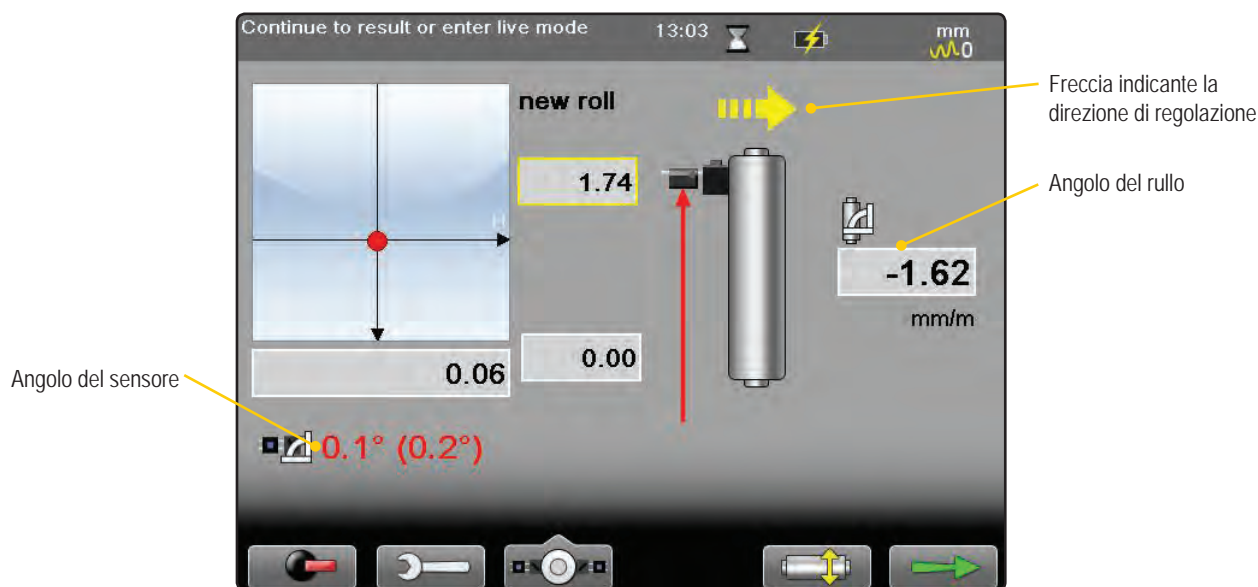 Continue to result or enter live mode
13:03
mm
0
new roll
Freccia indicante la
direzione di regolazione
1.74
H
Angolo del rullo
-1.62
mm/m
0.00
0.06
Angolo del sensore
0.1° (0.2°)